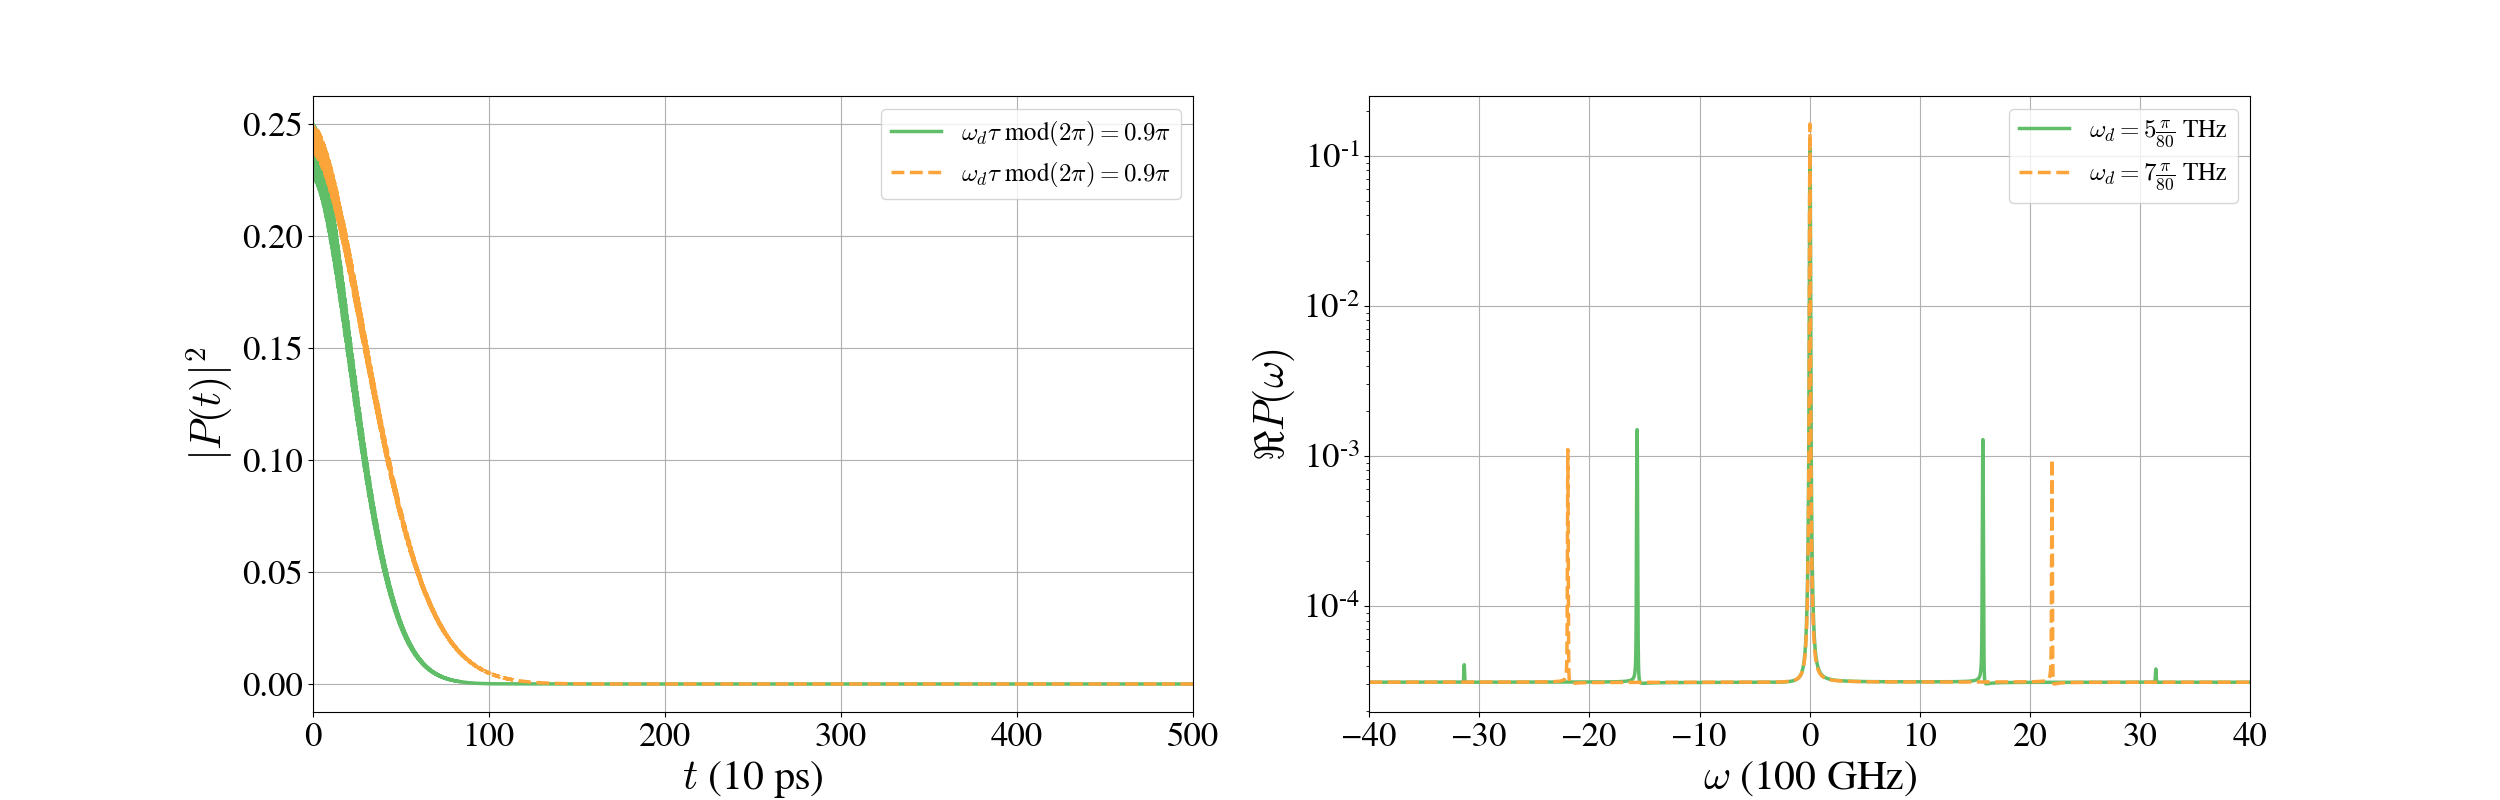 0.25
0.20
0.15
0.10
0.05
0.00
|P(t)|²
0 100 200 300 400 500
t (10 ps)
ω_d τ mod(2π) = 0.9π
ω_d τ mod(2π) = 0.9π
10⁻¹
10⁻²
10⁻³
10⁻⁴
ℜP(ω)
−40 −30 −20 −10 0 10 20 30 40
ω (100 GHz)
ω_d = 5 π/80 THz
ω_d = 7 π/80 THz